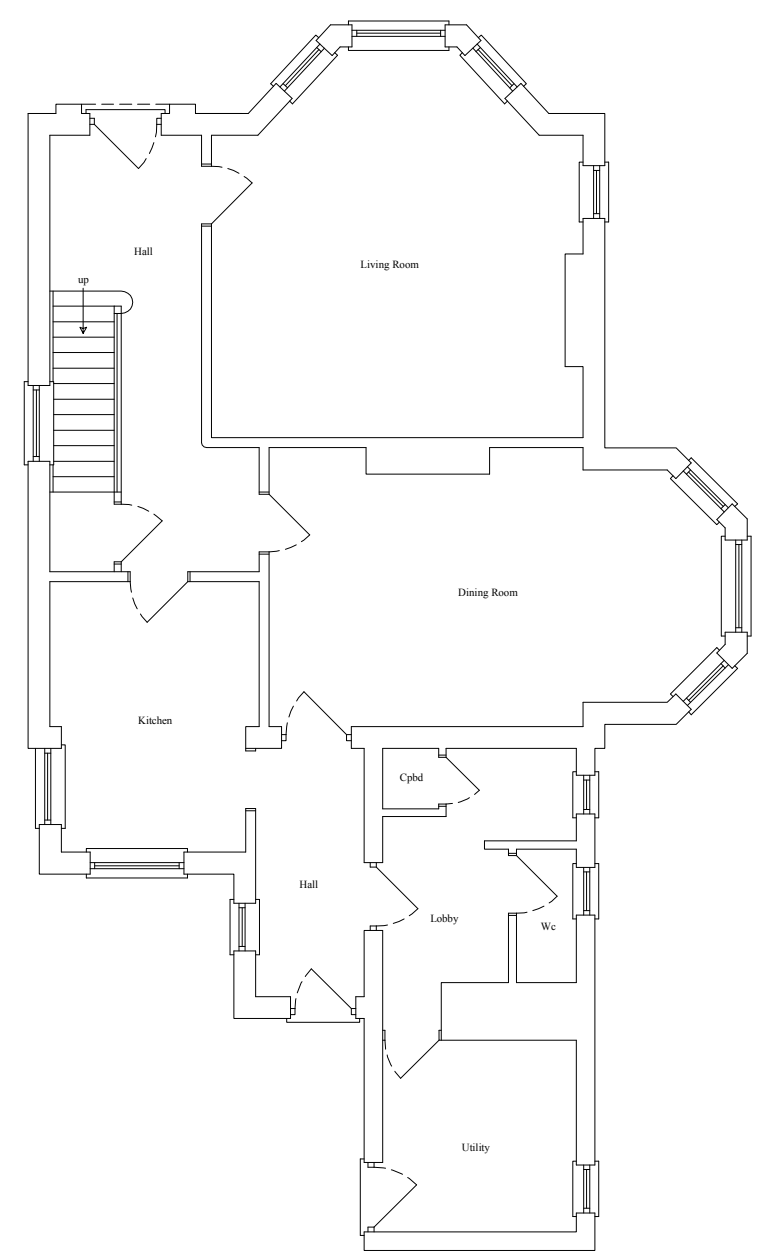 Hall
Living Room
up
Dining Room
Kitchen
Cpbd
Hall
Lobby
Wc
Utility